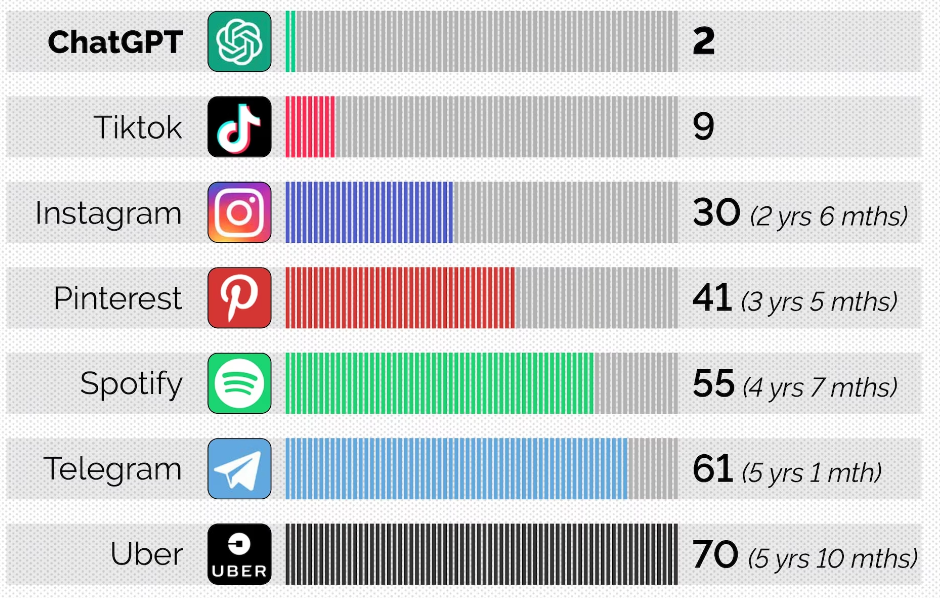 ChatGPT 2
Tiktok 9
Instagram 30 (2 yrs 6 mths)
Pinterest 41 (3 yrs 5 mths)
Spotify 55 (4 yrs 7 mths)
Telegram 61 (5 yrs 1 mth)
Uber UBER 70 (5 yrs 10 mths)